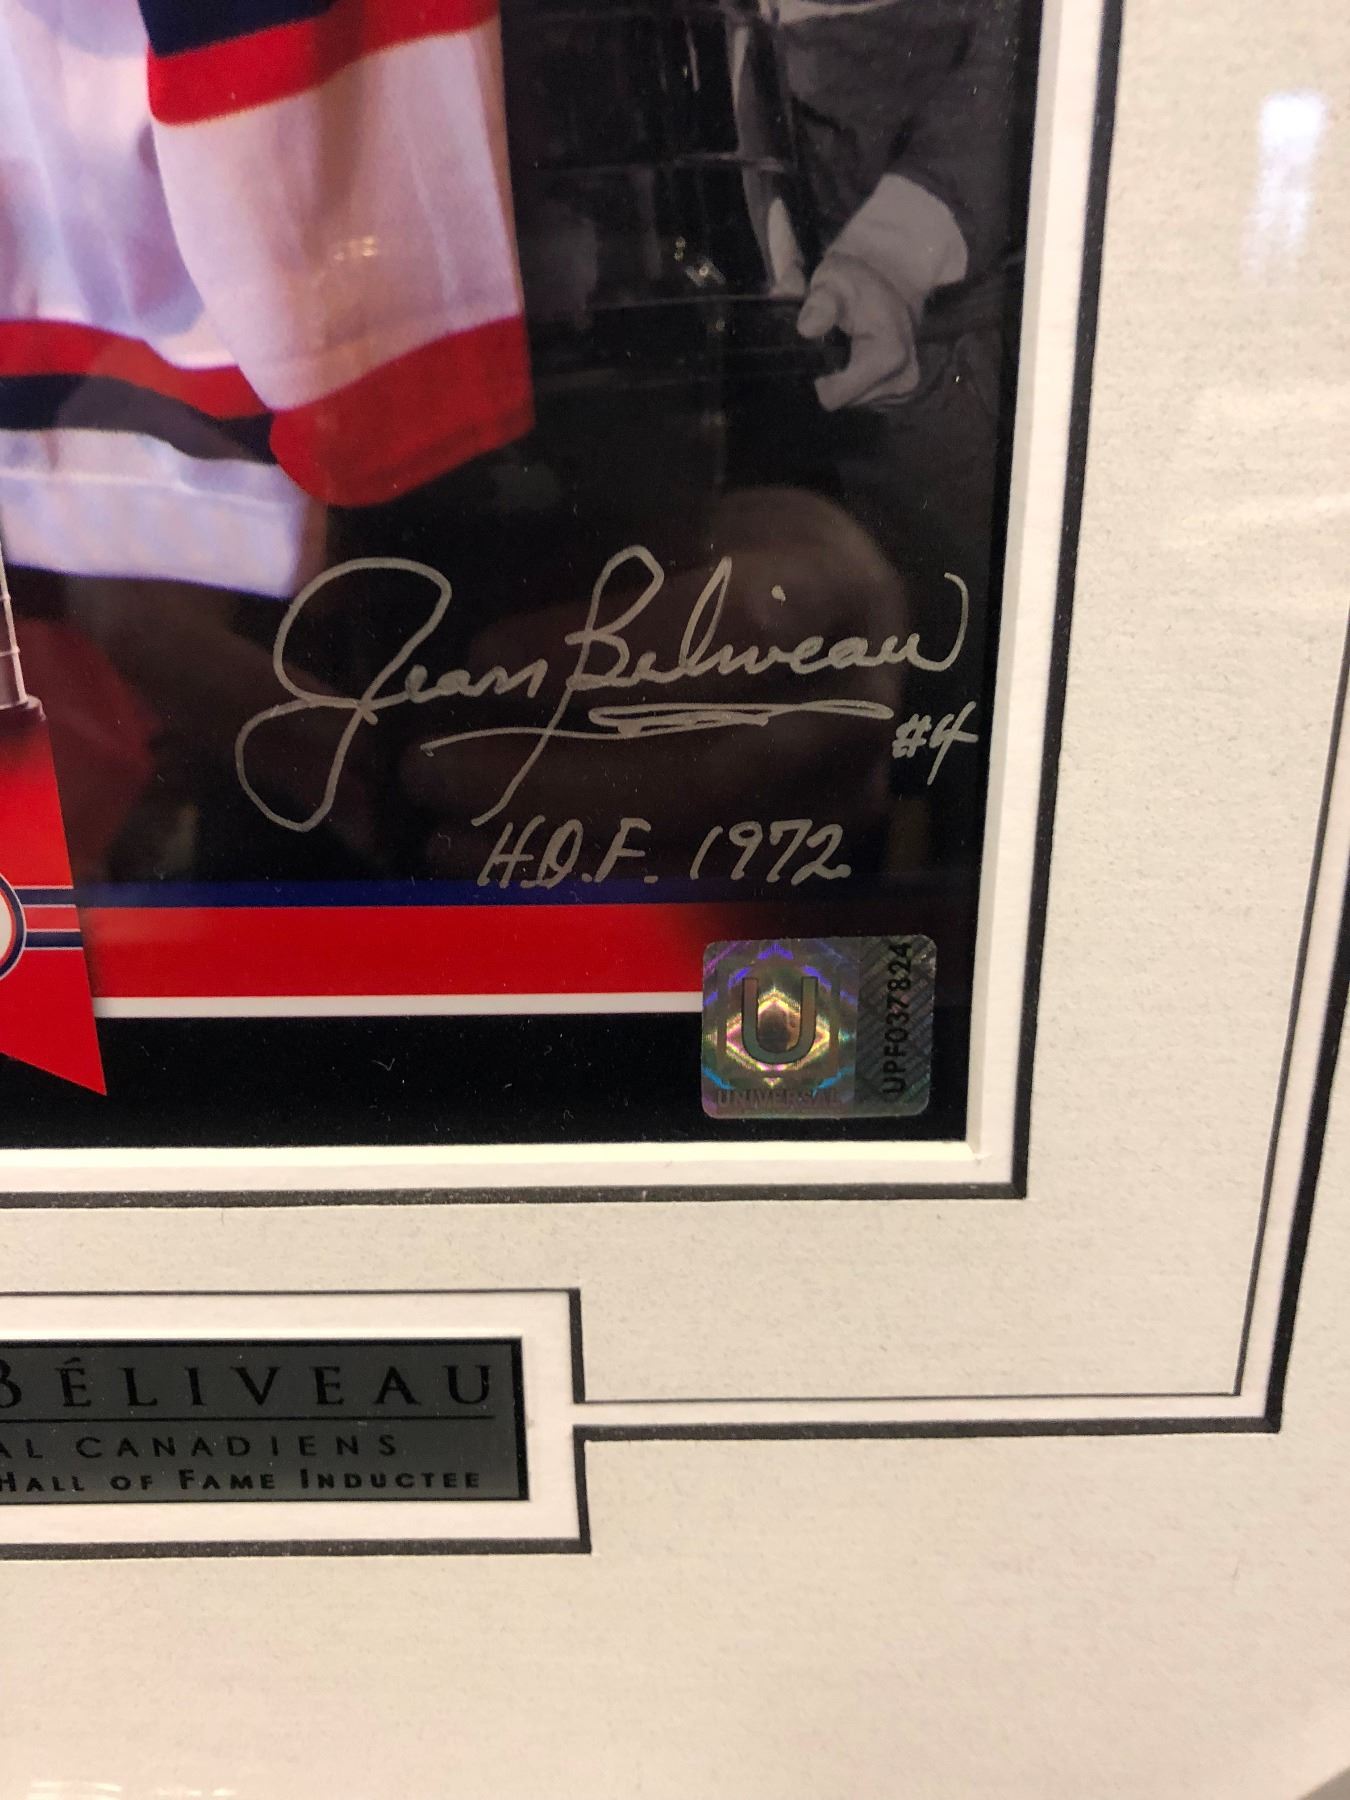 Jean Beliveau
#4
H.O.F. 1972
U
UNIVERSAL
UPF037824
BÉLIVEAU
AL CANADIENS
HALL OF FAME INDUCTEE